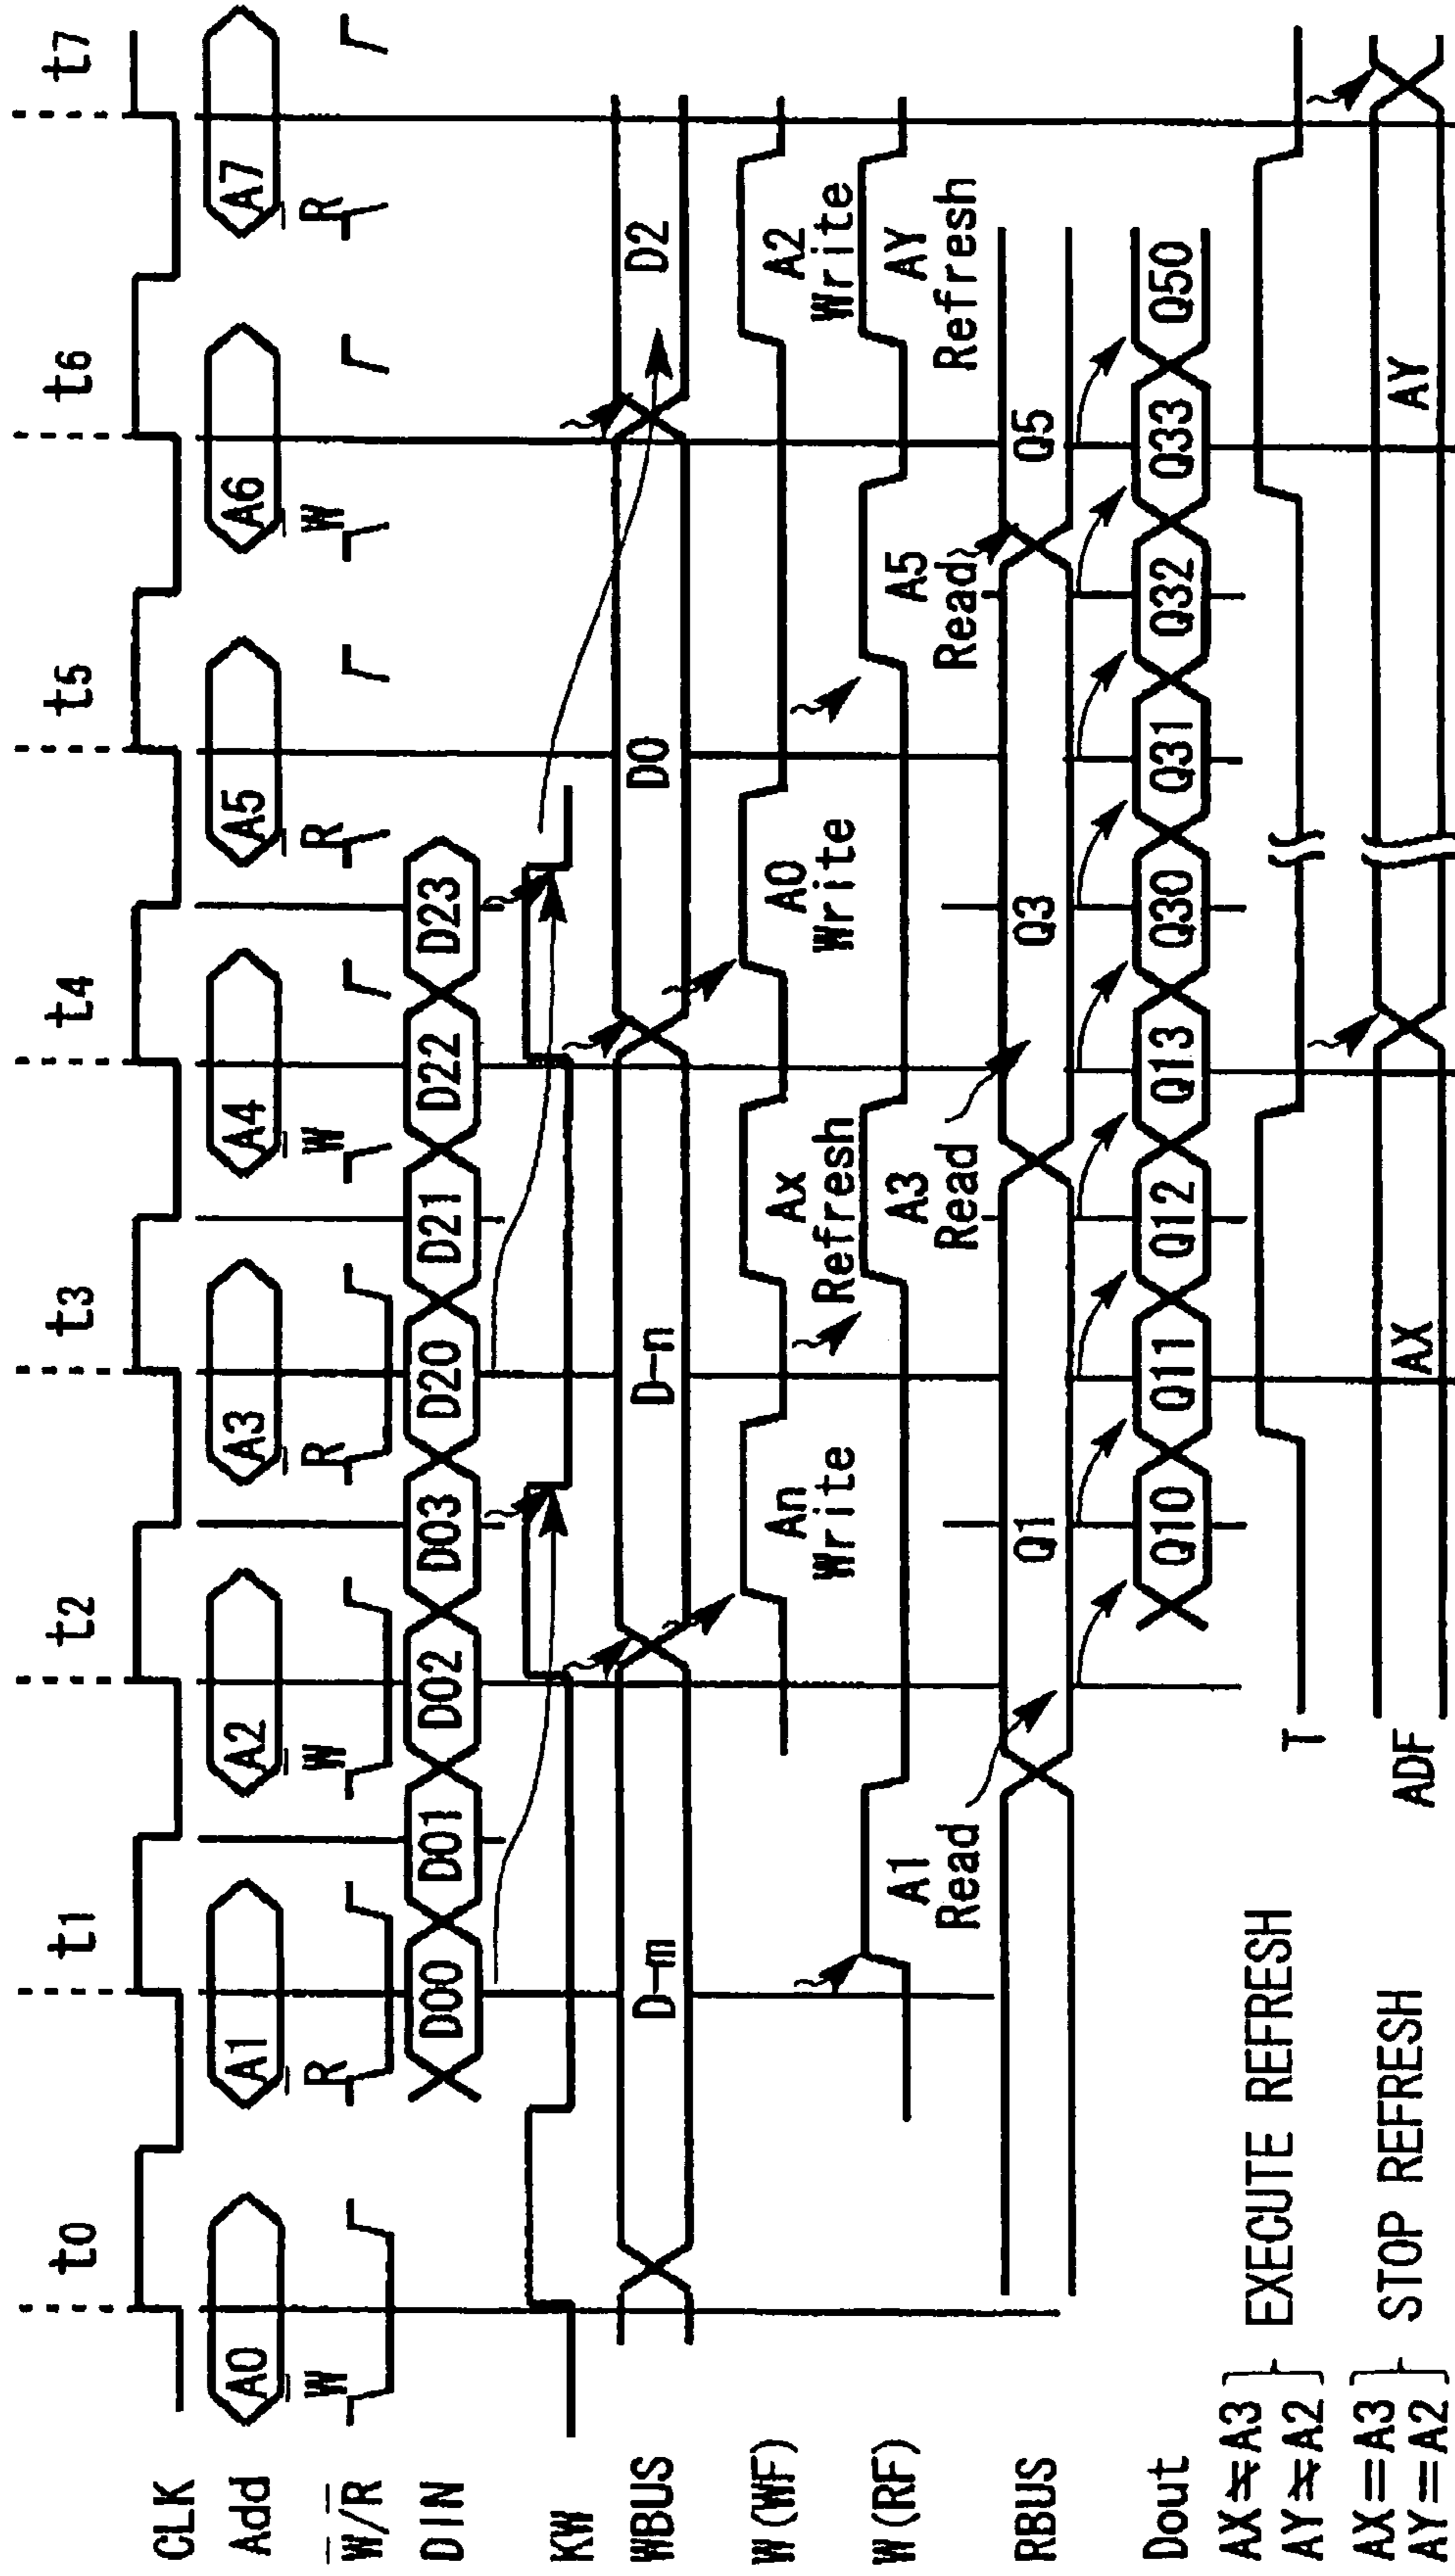 t0 t1 t2 t3 t4 t5 t6 t7
CLK
Add A0 A1 A2 A3 A4 A5 A6 A7
W̅/R̅ W̅ R̅ W̅ R̅ W̅ R̅ W̅ R̅
DIN D00 D01 D02 D03 D20 D21 D22 D23
KW
WBUS D-m D-n D0 D2
W(WF) An Write Ax Refresh A0 Write A2 Write
W(RF) A1 Read A3 Read A5 Read AY Refresh
RBUS Q1 Q3 Q5
Dout Q10 Q11 Q12 Q13 Q30 Q31 Q32 Q33 Q50
T
ADF AX AY
AX≠A3
AY≠A2
EXECUTE REFRESH
AX=A3
AY=A2
STOP REFRESH